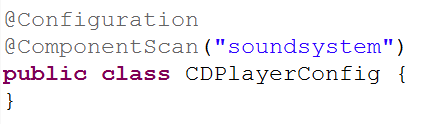 @Configuration
@ComponentScan("soundsystem")
public class CDPlayerConfig {
}